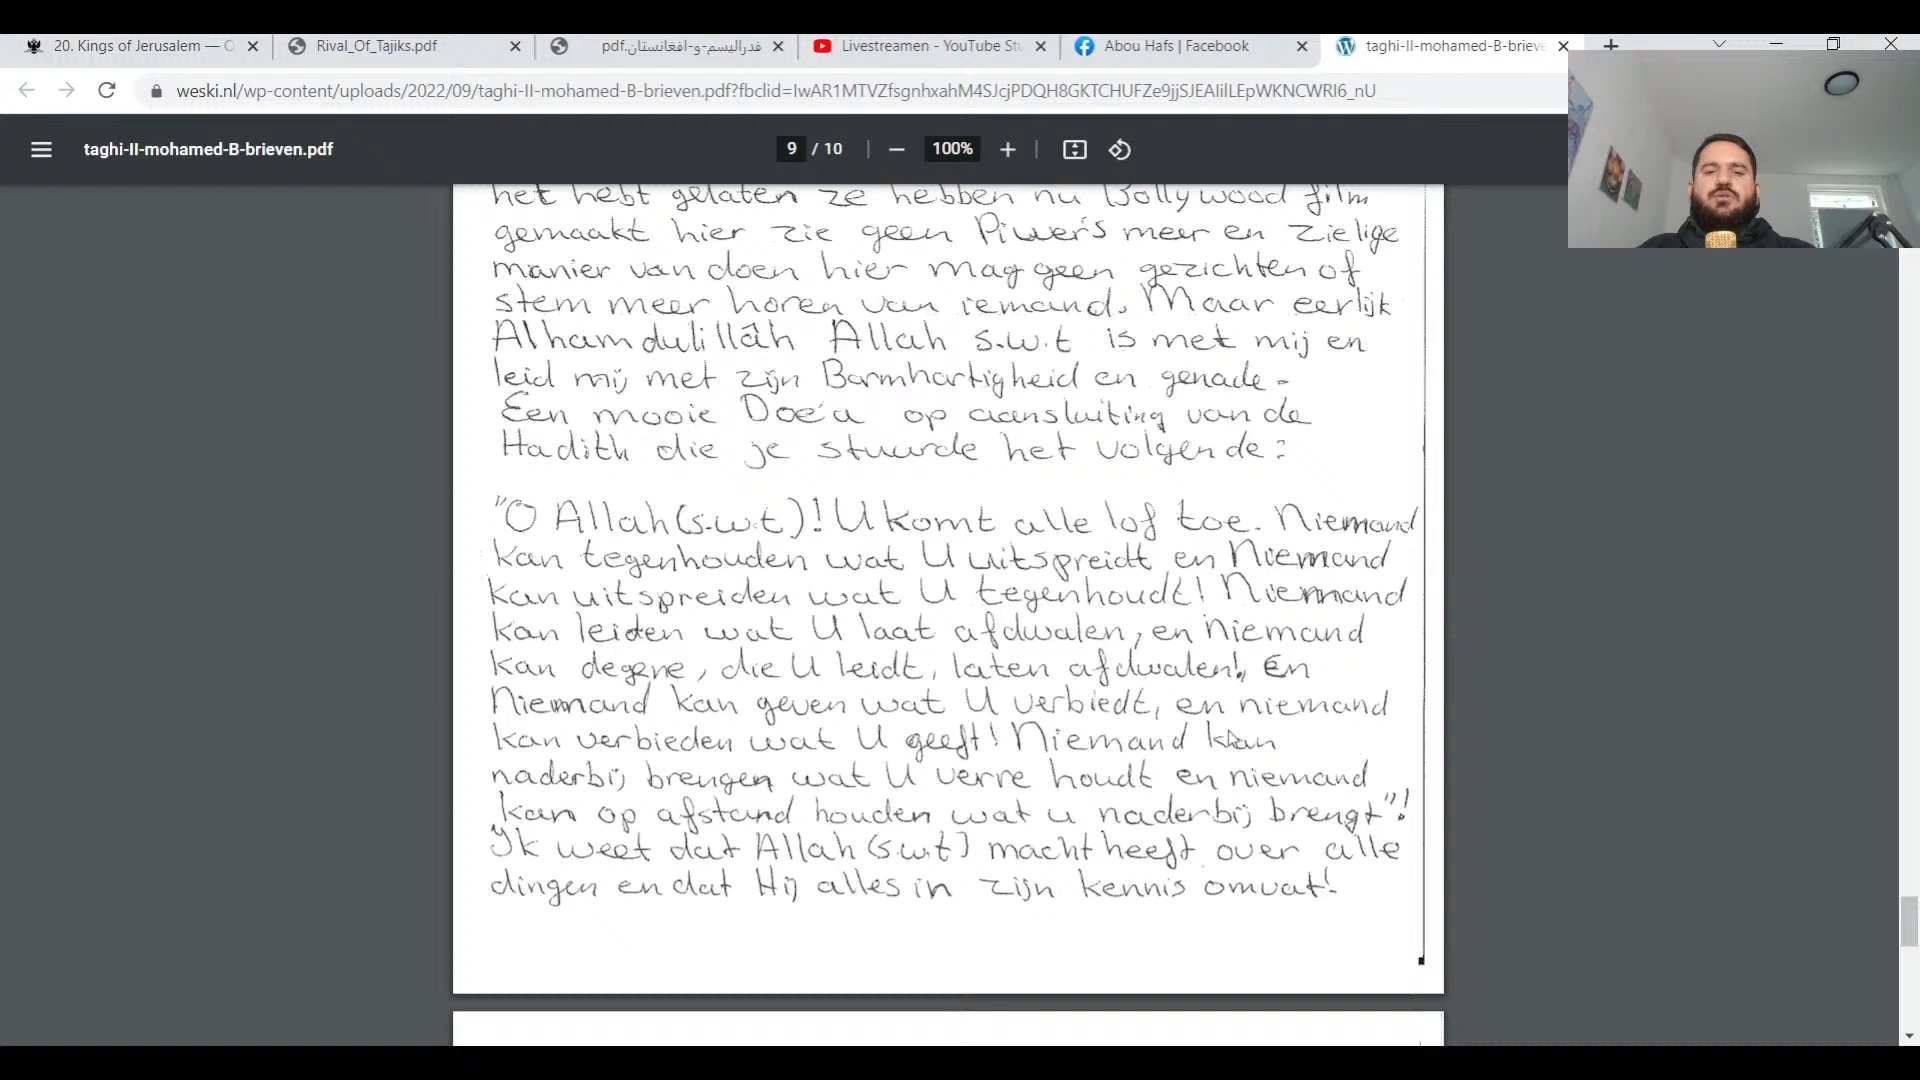 20. Kings of Jerusalem — O
Rival_Of_Tajiks.pdf
فدرالیسم-و-افغانستان.pdf
Livestreamen - YouTube Stu
Abou Hafs | Facebook
taghi-II-mohamed-B-brieve
weski.nl/wp-content/uploads/2022/09/taghi-II-mohamed-B-brieven.pdf?fbclid=
taghi-II-mohamed-B-brieven.pdf
9 / 10
100%
het hebt gelaten ze hebben nu Bollywood film
gemaakt hier zie geen Piwer's meer en zielige
manier van doen hier mag geen gezichten of
stem meer horen van iemand. Maar eerlijk
Alhamdulillâh Allah s.w.t is met mij en
leid mij met zijn Barmhartigheid en genade-
Een mooie Doe'a op aansluiting van de
Hadith die je stuurde het volgende:
"O Allah (s.w.t)! U komt alle lof toe. Niemand
kan tegenhouden wat U uitspreidt en Niemand
kan uitspreiden wat U tegenhoudt! Niemand
kan leiden wat U laat afdwalen, en niemand
kan degene, die U leidt, laten afdwalen!. En
Niemand kan geven wat U verbiedt, en niemand
kan verbieden wat U geeft! Niemand kan
naderbij brengen wat U verre houdt en niemand
kan op afstand houden wat u naderbij brengt"!
Ik weet dat Allah (s.w.t) macht heeft over alle
dingen en dat Hij alles in zijn kennis omvat!